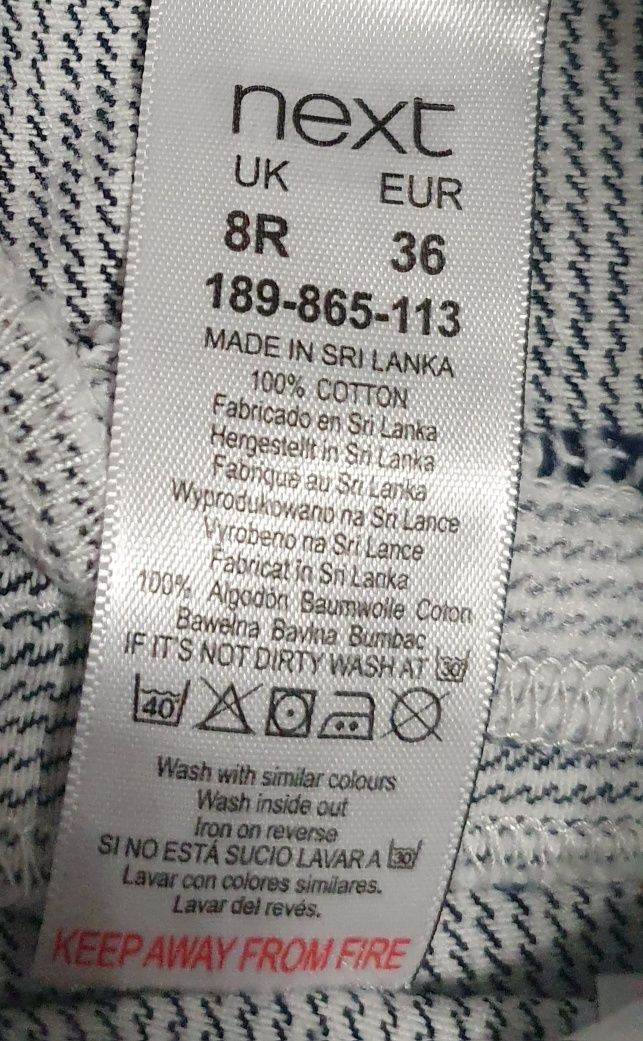 next
UK EUR
8R 36
189-865-113
MADE IN SRI LANKA
100% COTTON
Fabricado en Sri Lanka
Hergestellt in Sri Lanka
Fabriqué au Sri Lanka
Wyprodukowano na Sri Lance
Vyrobeno na Sri Lance
Fabricat în Sri Lanka
100% Algodón Baumwolle Coton
Bawełna Bavlna Bumbac
IF IT'S NOT DIRTY WASH AT 30
40
Wash with similar colours
Wash inside out
Iron on reverse
SI NO ESTÁ SUCIO LAVAR A 30
Lavar con colores similares.
Lavar del revés.
KEEP AWAY FROM FIRE